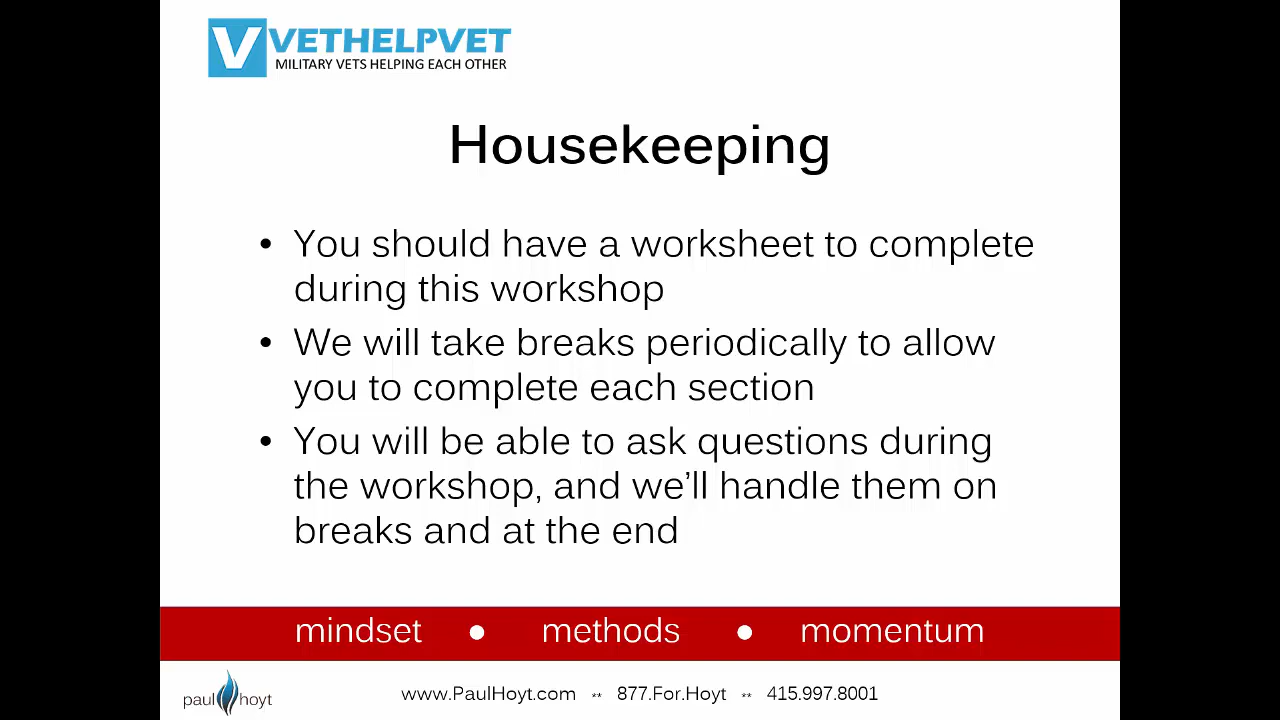 V VETHELPVET
MILITARY VETS HELPING EACH OTHER
Housekeeping
• You should have a worksheet to complete
during this workshop
• We will take breaks periodically to allow
you to complete each section
• You will be able to ask questions during
the workshop, and we’ll handle them on
breaks and at the end
mindset ● methods ● momentum
paul hoyt
www.PaulHoyt.com ** 877.For.Hoyt ** 415.997.8001